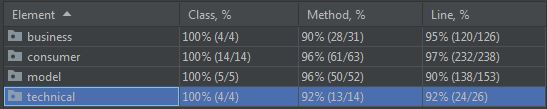 Element Class, % Method, % Line, %
business 100% (4/4) 90% (28/31) 95% (120/126)
consumer 100% (14/14) 96% (61/63) 97% (232/238)
model 100% (5/5) 96% (50/52) 90% (138/153)
technical 100% (4/4) 92% (13/14) 92% (24/26)